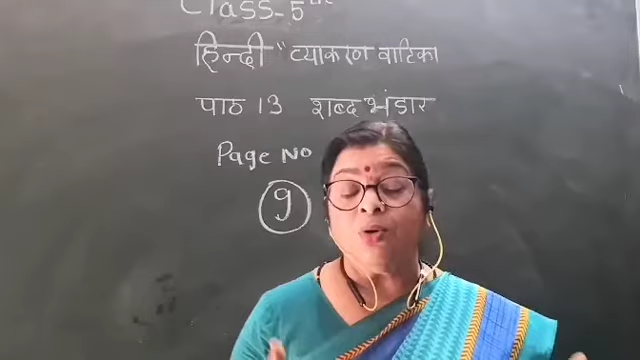 Class-5th
हिन्दी "व्याकरण वाटिका
पाठ 13 शब्द भंडार
Page No
9